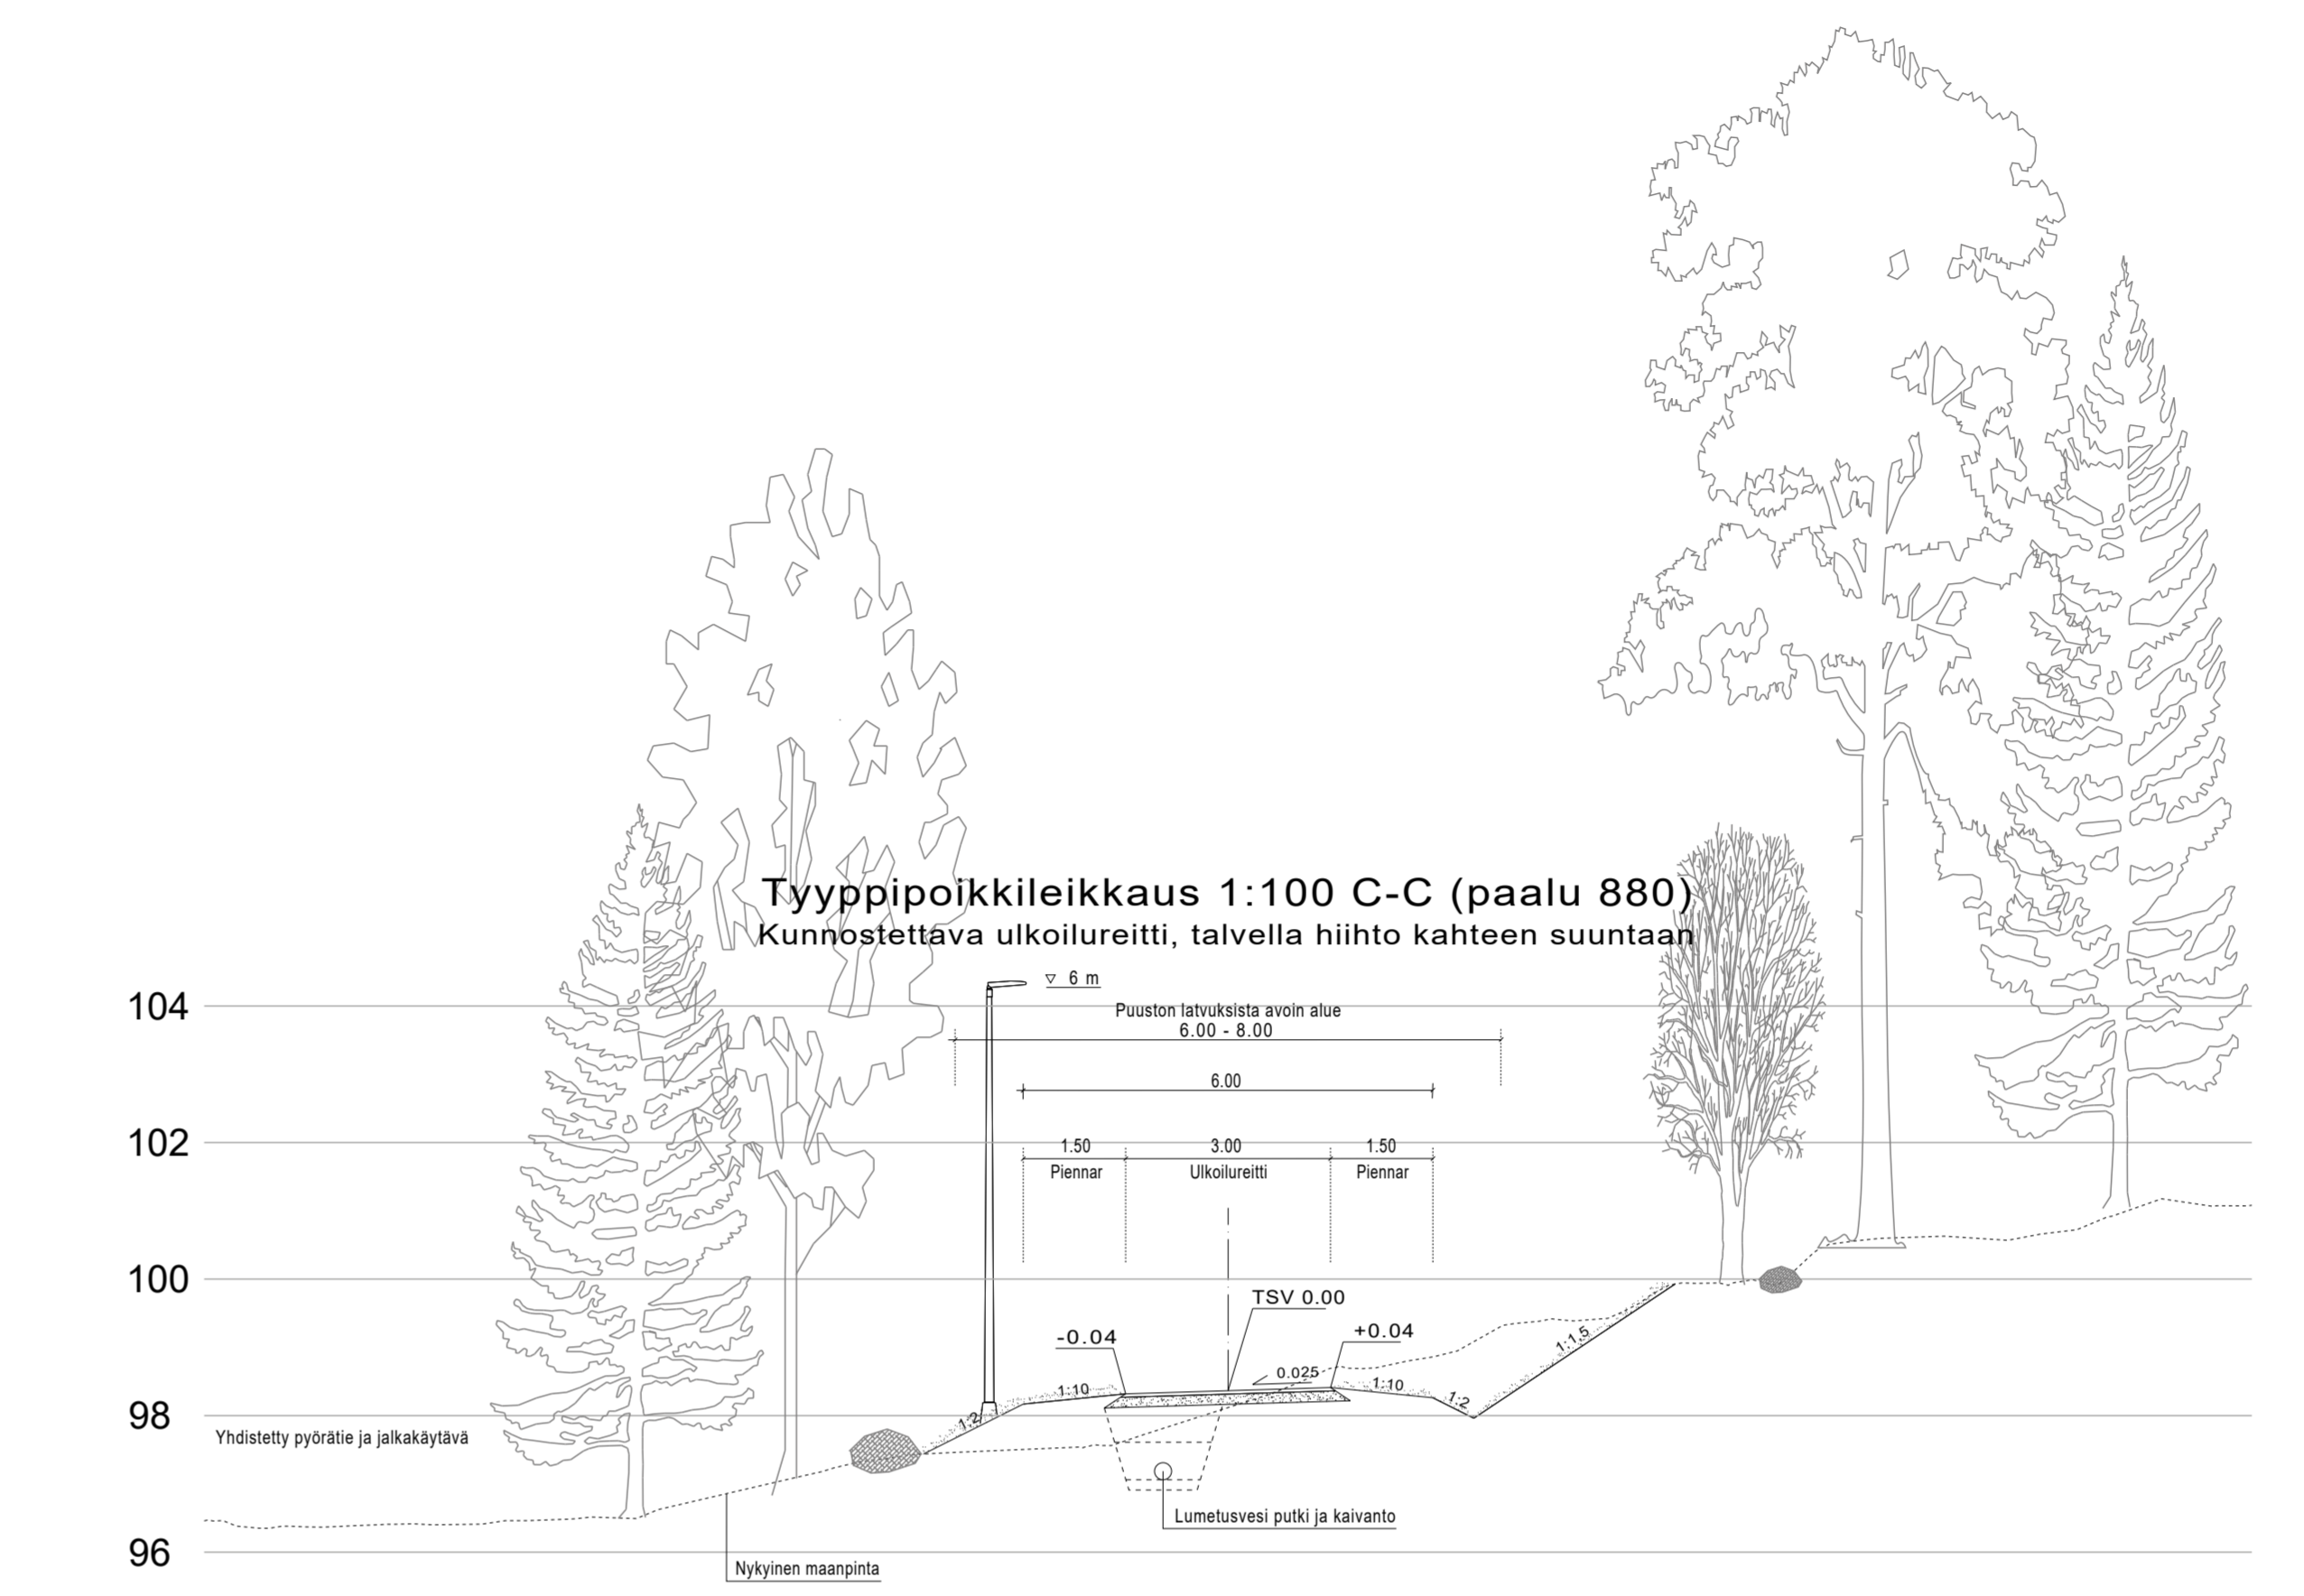 Tyyppipoikkileikkaus 1:100 C-C (paalu 880)
Kunnostettava ulkoilureitti, talvella hiihto kahteen suuntaan
6 m
104
Puuston latvuksista avoin alue
6.00 - 8.00
6.00
102
1.50
3.00
1.50
Piennar
Ulkoilureitti
Piennar
100
TSV 0.00
-0.04
+0.04
1:1,5
0.025
1:10
1:10
1:2
1:2
98
Yhdistetty pyörätie ja jalkakäytävä
Lumetusvesi putki ja kaivanto
96
Nykyinen maanpinta